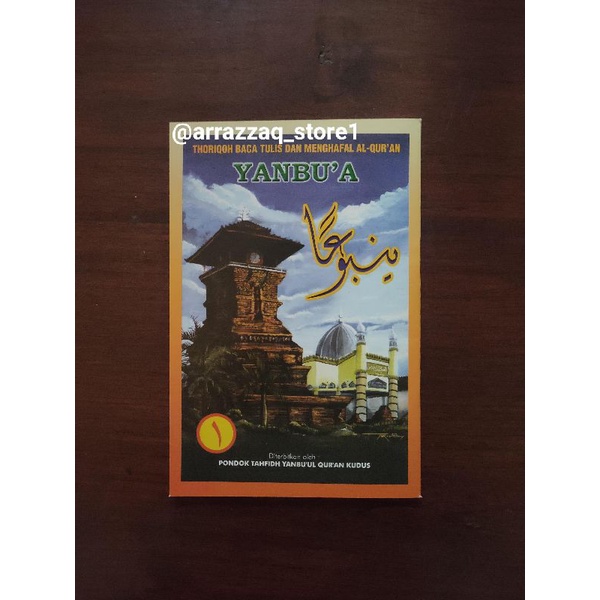 @arrazzaq_store1
THORIQOH BACA TULIS DAN MENGHAFAL AL-QUR'AN
YANBU'A
ينبوعًا
١
Diterbitkan oleh
PONDOK TAHFIDH YANBU'UL QUR'AN KUDUS